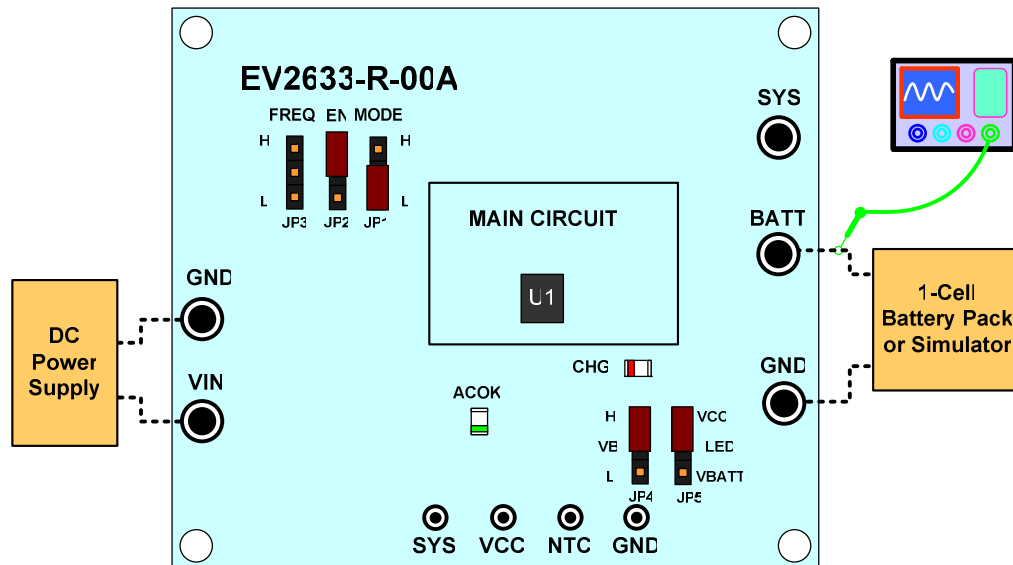 EV2633-R-00A
FREQ EN MODE
H H
L L
JP3 JP2 JP1
SYS
MAIN CIRCUIT
BATT
U1
GND
DC
Power
Supply
VIN
1-Cell
Battery Pack
or Simulator
GND
CHG
ACOK
H VCC
VB LED
L VBATT
JP4 JP5
SYS VCC NTC GND